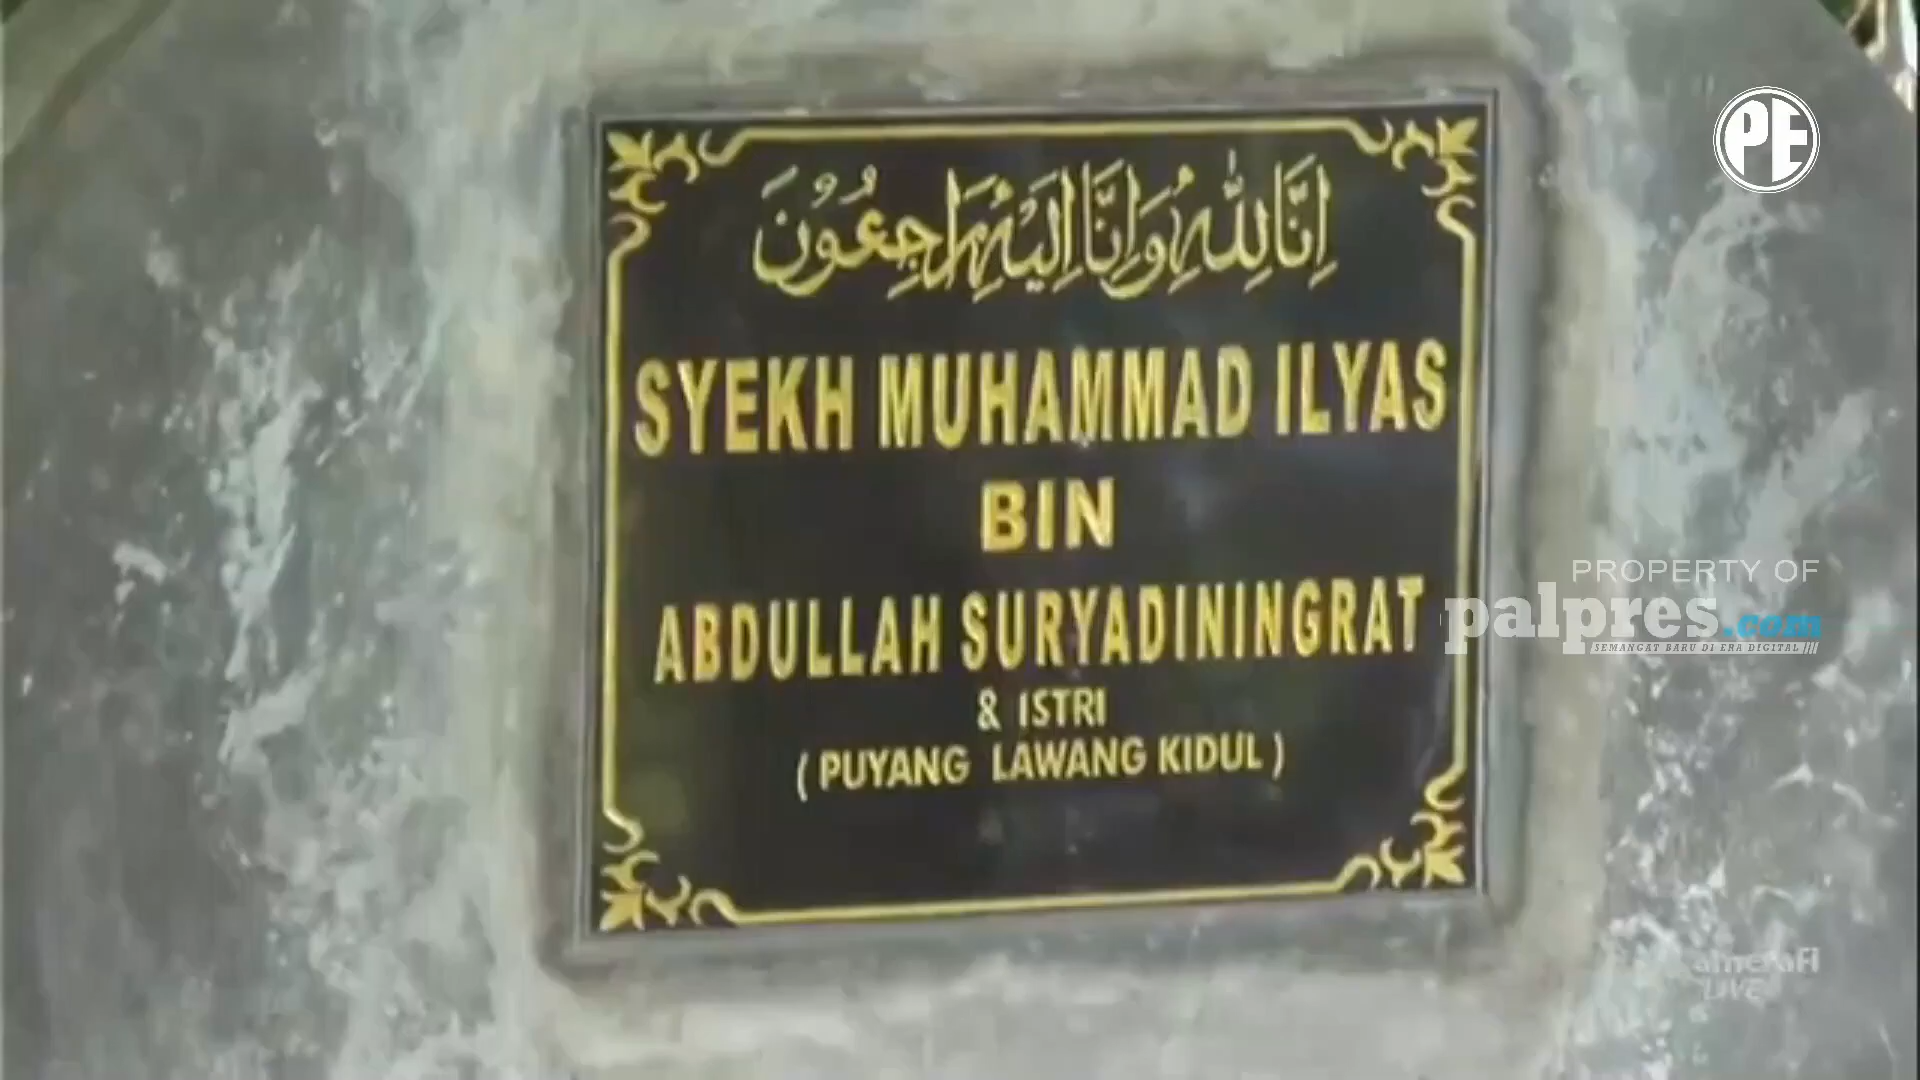 PE
اِنَّا لِلّٰهِ وَاِنَّا اِلَيْهِ رَاجِعُوْنَ
SYEKH MUHAMMAD ILYAS
BIN
ABDULLAH SURYADININGRAT
& ISTRI
( PUYANG LAWANG KIDUL )
PROPERTY OF
palpres.com
SEMANGAT BARU DI ERA DIGITAL
LIVE